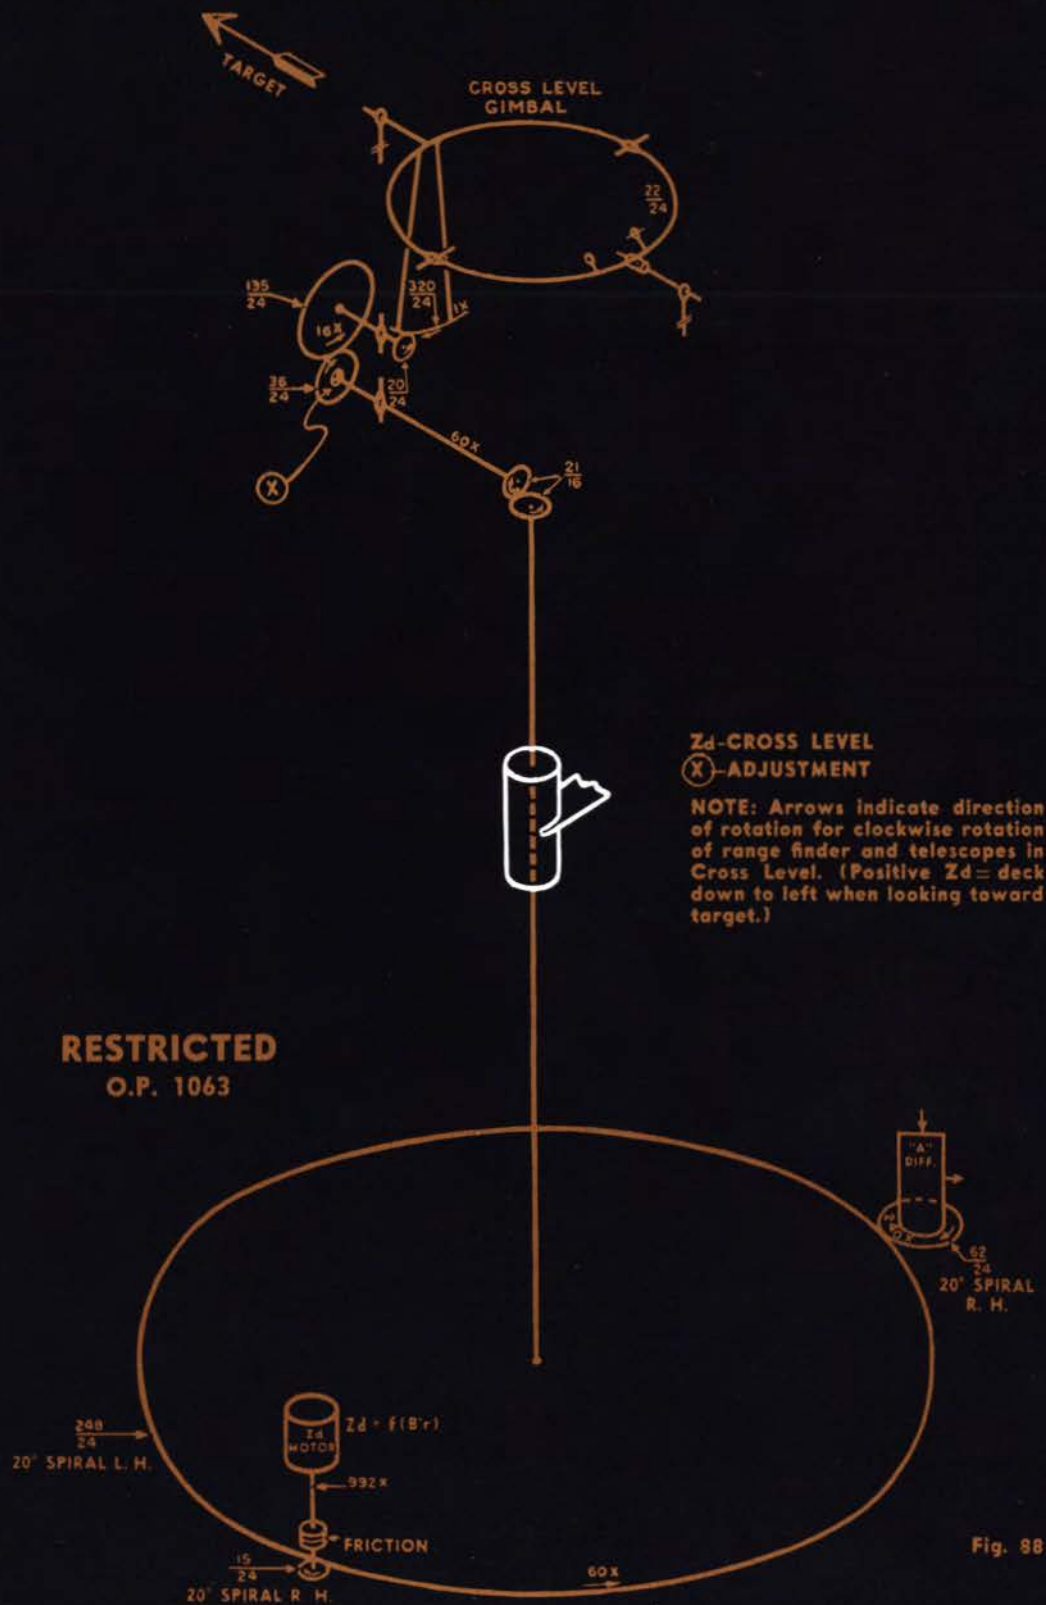 TARGET
CROSS LEVEL
GIMBAL
22
24
135
24
320
24
1X
16X
36
24
20
24
60X
X
21
16
Zd-CROSS LEVEL
X-ADJUSTMENT
NOTE: Arrows indicate direction
of rotation for clockwise rotation
of range finder and telescopes in
Cross Level. (Positive Zd = deck
down to left when looking toward
target.)
RESTRICTED
O.P. 1063
"A"
DIFF.
240X
62
24
20° SPIRAL
R. H.
248
24
20° SPIRAL L. H.
Zd
MOTOR
Zd = f(B'r)
992X
FRICTION
15
24
20° SPIRAL R. H.
60X
Fig. 88